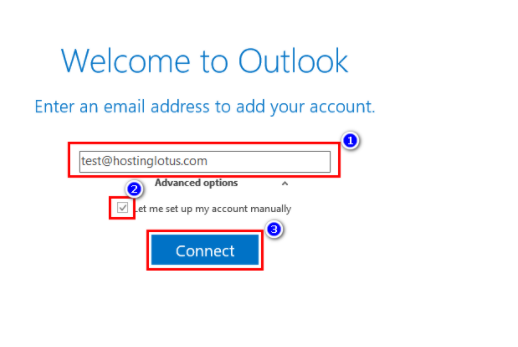 Welcome to Outlook
Enter an email address to add your account.
1
test@hostinglotus.com
Advanced options
2
Let me set up my account manually
3
Connect